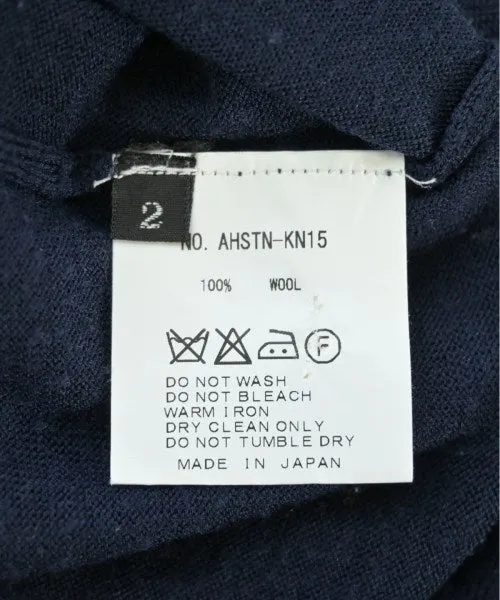 2
NO. AHSTN-KN15
100% WOOL
F
DO NOT WASH
DO NOT BLEACH
WARM IRON
DRY CLEAN ONLY
DO NOT TUMBLE DRY
MADE IN JAPAN